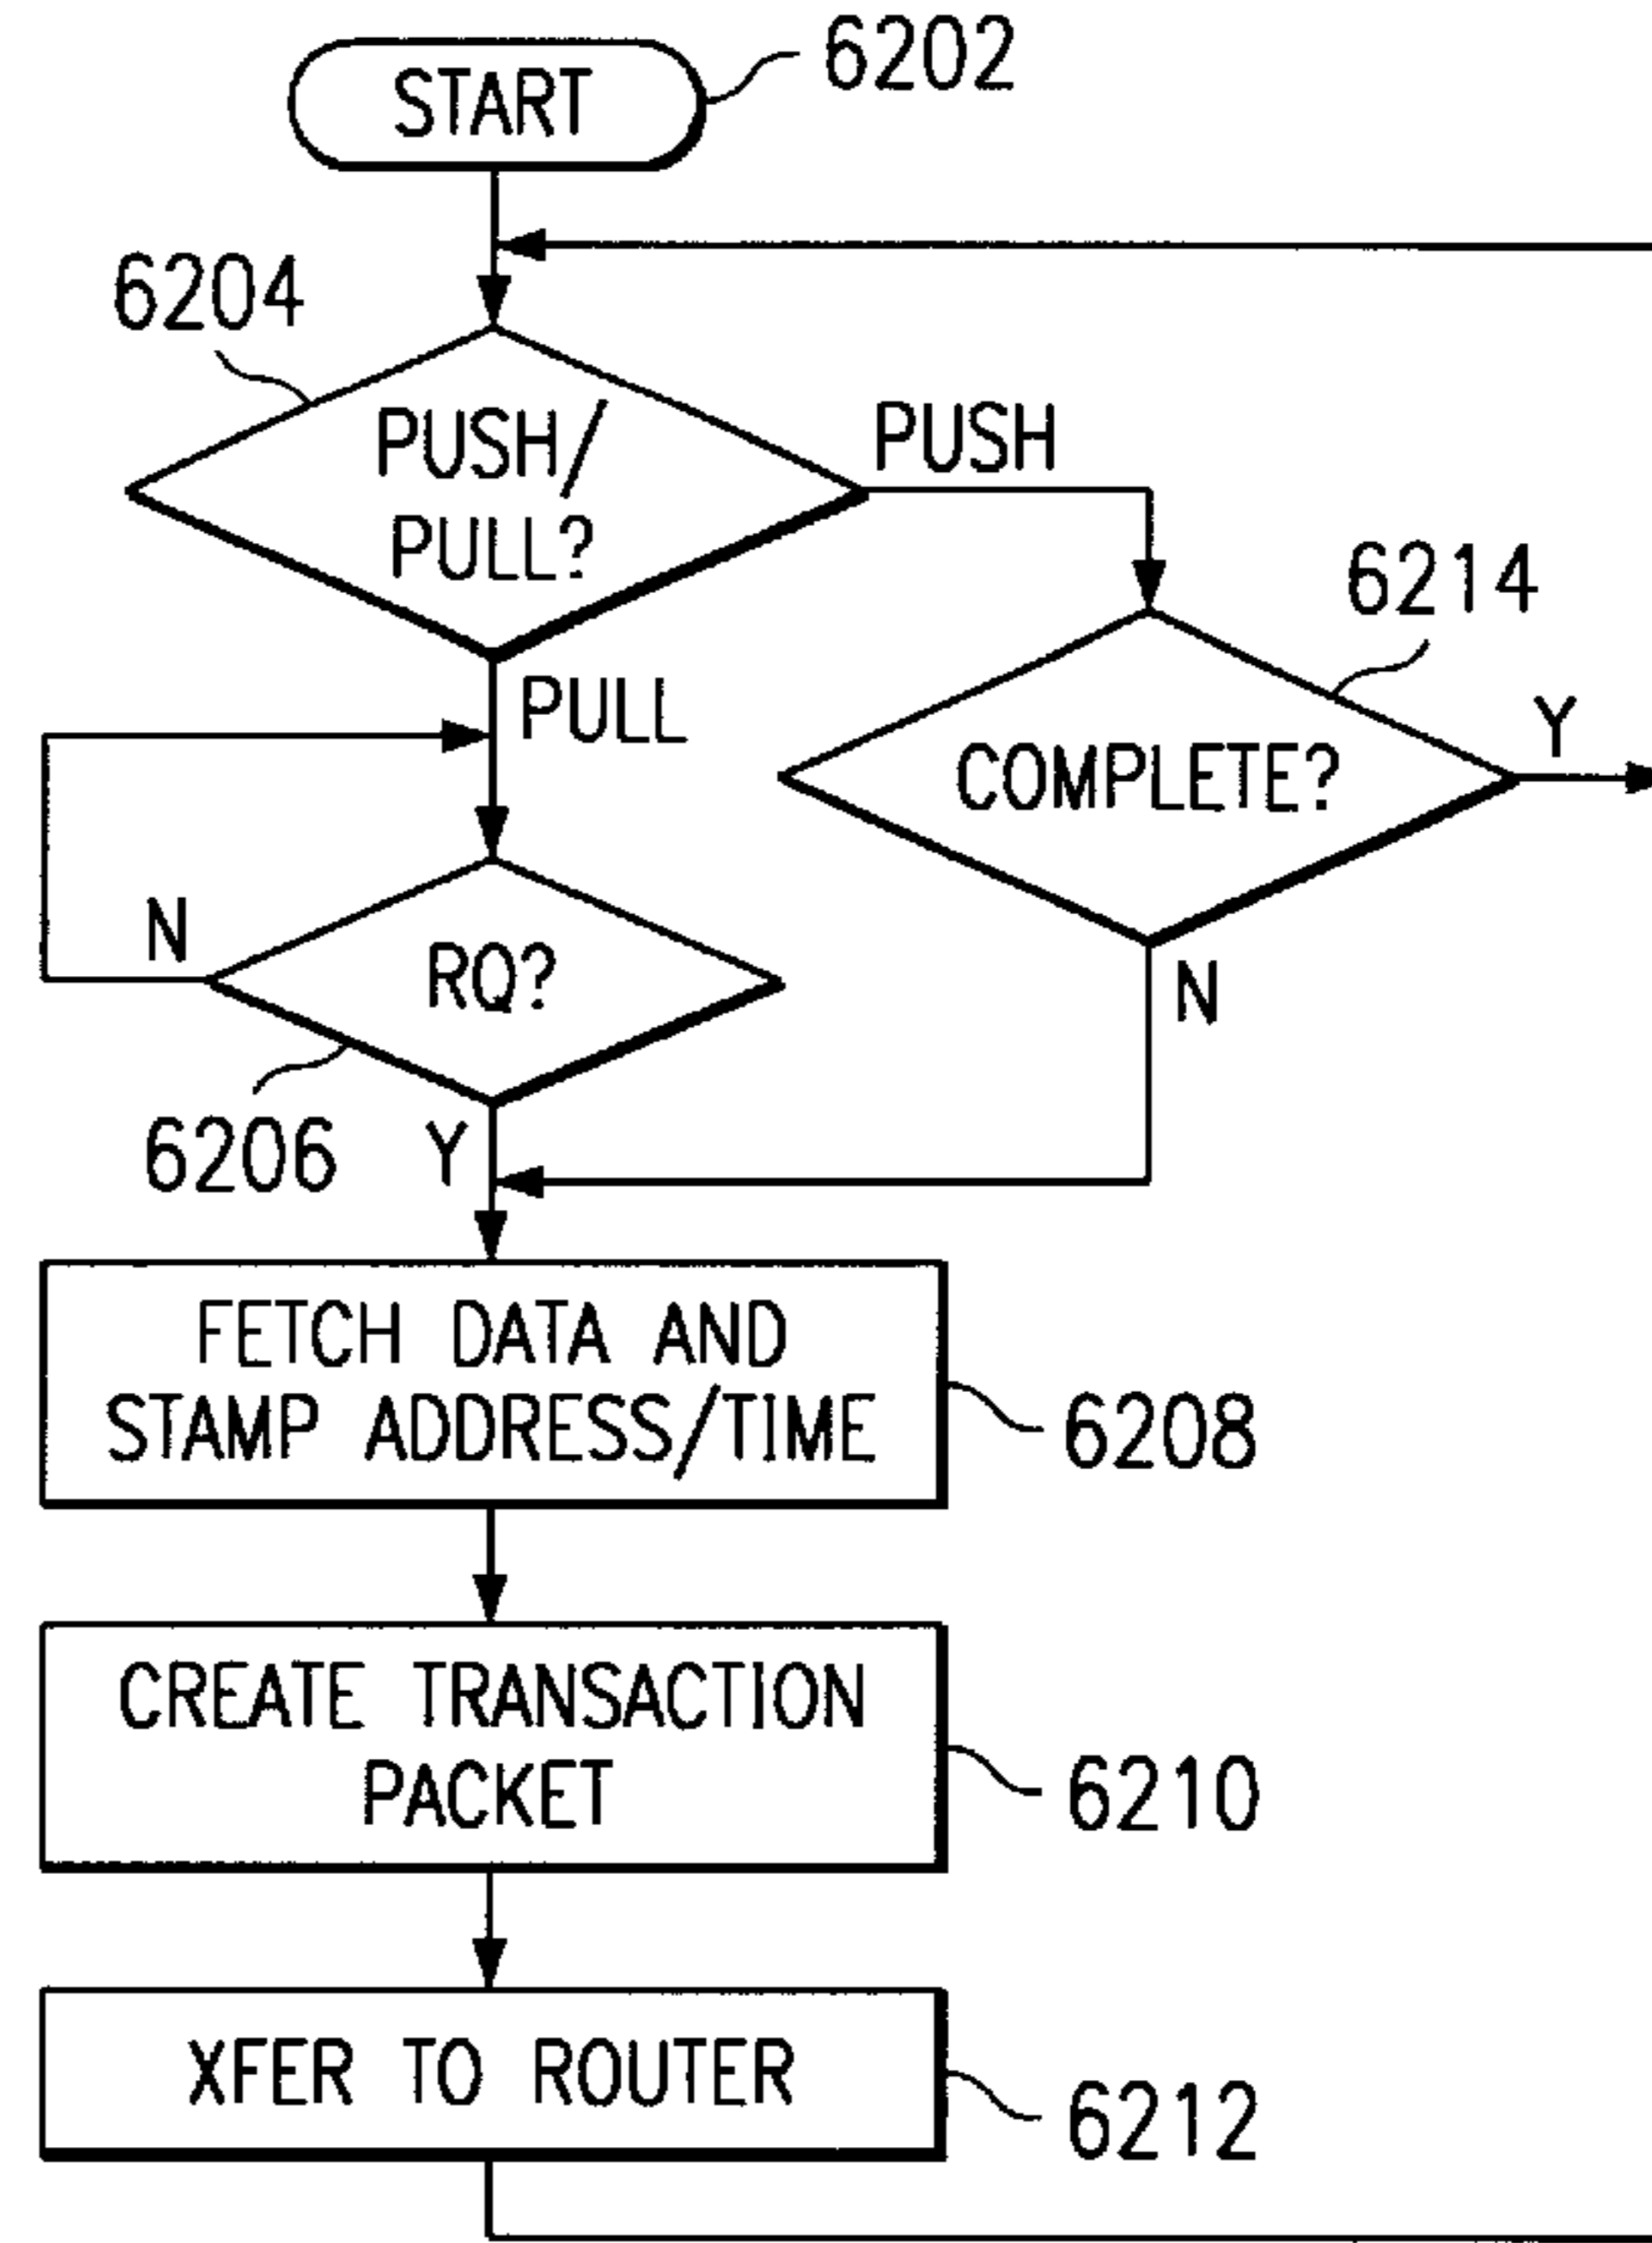 START
6202
6204
PUSH/
PULL?
PUSH
PULL
6214
COMPLETE?
Y
N
N
RQ?
6206
Y
FETCH DATA AND
STAMP ADDRESS/TIME
6208
CREATE TRANSACTION
PACKET
6210
XFER TO ROUTER
6212